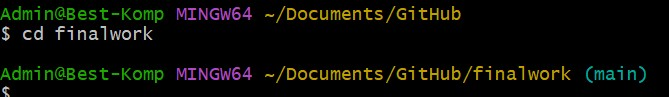 Admin@Best-Komp MINGW64 ~/Documents/GitHub
$ cd finalwork
Admin@Best-Komp MINGW64 ~/Documents/GitHub/finalwork (main)
$